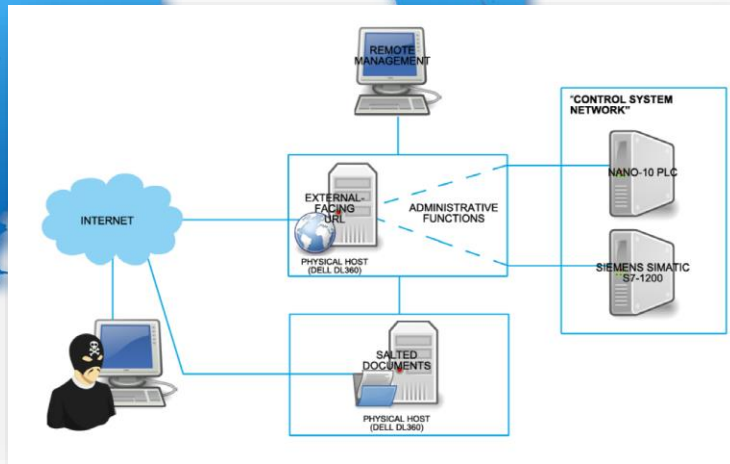 REMOTE
MANAGEMENT
"CONTROL SYSTEM
NETWORK"
NANO-10 PLC
SIEMENS SIMATIC
S7-1200
EXTERNAL-
FACING
URL
ADMINISTRATIVE
FUNCTIONS
PHYSICAL HOST
(DELL DL360)
INTERNET
SALTED
DOCUMENTS
PHYSICAL HOST
(DELL DL360)